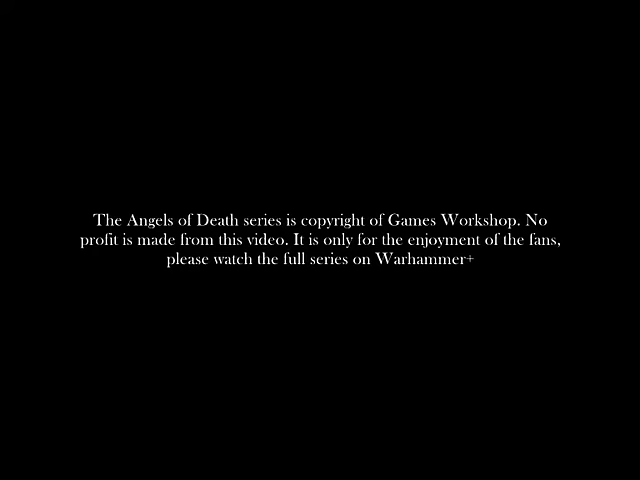 The Angels of Death series is copyright of Games Workshop. No
profit is made from this video. It is only for the enjoyment of the fans,
please watch the full series on Warhammer+